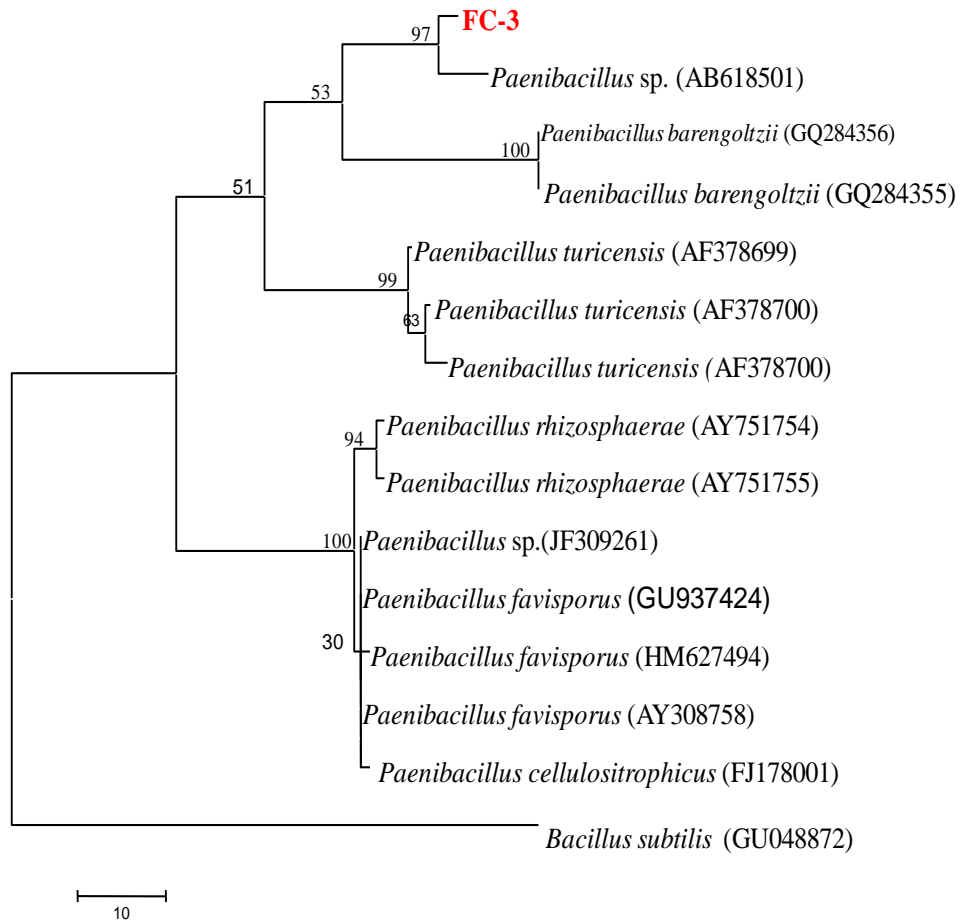 FC-3
97
Paenibacillus sp. (AB618501)
53
Paenibacillus barengoltzii (GQ284356)
100
Paenibacillus barengoltzii (GQ284355)
51
Paenibacillus turicensis (AF378699)
99
Paenibacillus turicensis (AF378700)
63
Paenibacillus turicensis (AF378700)
Paenibacillus rhizosphaerae (AY751754)
94
Paenibacillus rhizosphaerae (AY751755)
100
Paenibacillus sp.(JF309261)
Paenibacillus favisporus (GU937424)
30
Paenibacillus favisporus (HM627494)
Paenibacillus favisporus (AY308758)
Paenibacillus cellulositrophicus (FJ178001)
Bacillus subtilis (GU048872)
10